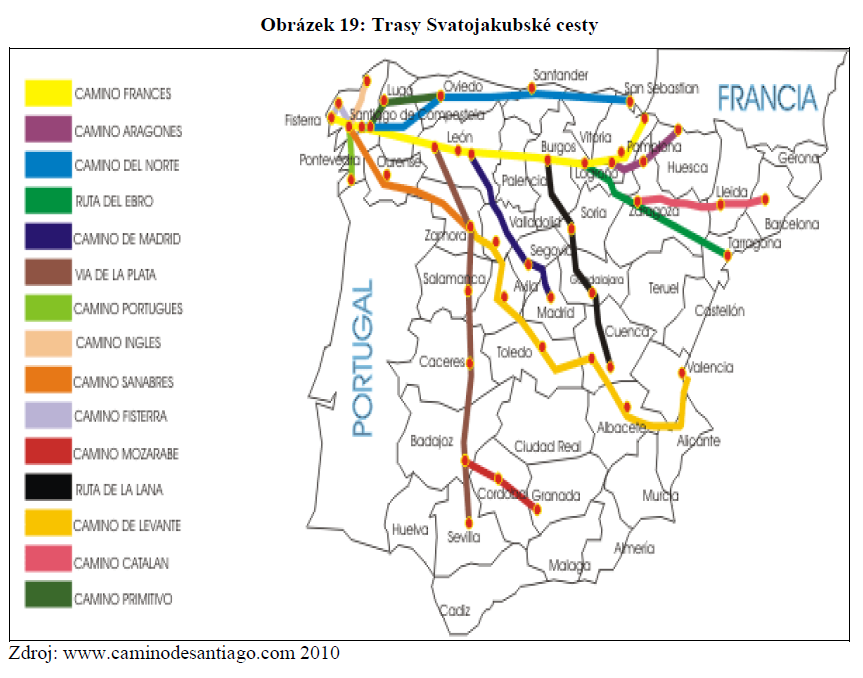 Obrázek 19: Trasy Svatojakubské cesty
CAMINO FRANCES
CAMINO ARAGONES
CAMINO DEL NORTE
RUTA DEL EBRO
CAMINO DE MADRID
VIA DE LA PLATA
CAMINO PORTUGUES
CAMINO INGLES
CAMINO SANABRES
CAMINO FISTERRA
CAMINO MOZARABE
RUTA DE LA LANA
CAMINO DE LEVANTE
CAMINO CATALAN
CAMINO PRIMITIVO
FRANCIA
PORTUGAL
Santander
Oviedo
Lugo
San Sebastian
Fisterra
Santiago de Compostela
León
Burgos
Vitoria
Pamplona
Pontevedra
Ourense
Palencia
Logroño
Huesca
Gerona
Lleida
Zaragoza
Barcelona
Soria
Valladolid
Zamora
Tarragona
Segovia
Salamanca
Avila
Guadalajara
Madrid
Teruel
Castellón
Cuenca
Toledo
Caceres
Valencia
Albacete
Alicante
Badajoz
Ciudad Real
Cordoba
Granada
Murcia
Huelva
Sevilla
Almería
Malaga
Cadiz
Zdroj: www.caminodesantiago.com 2010